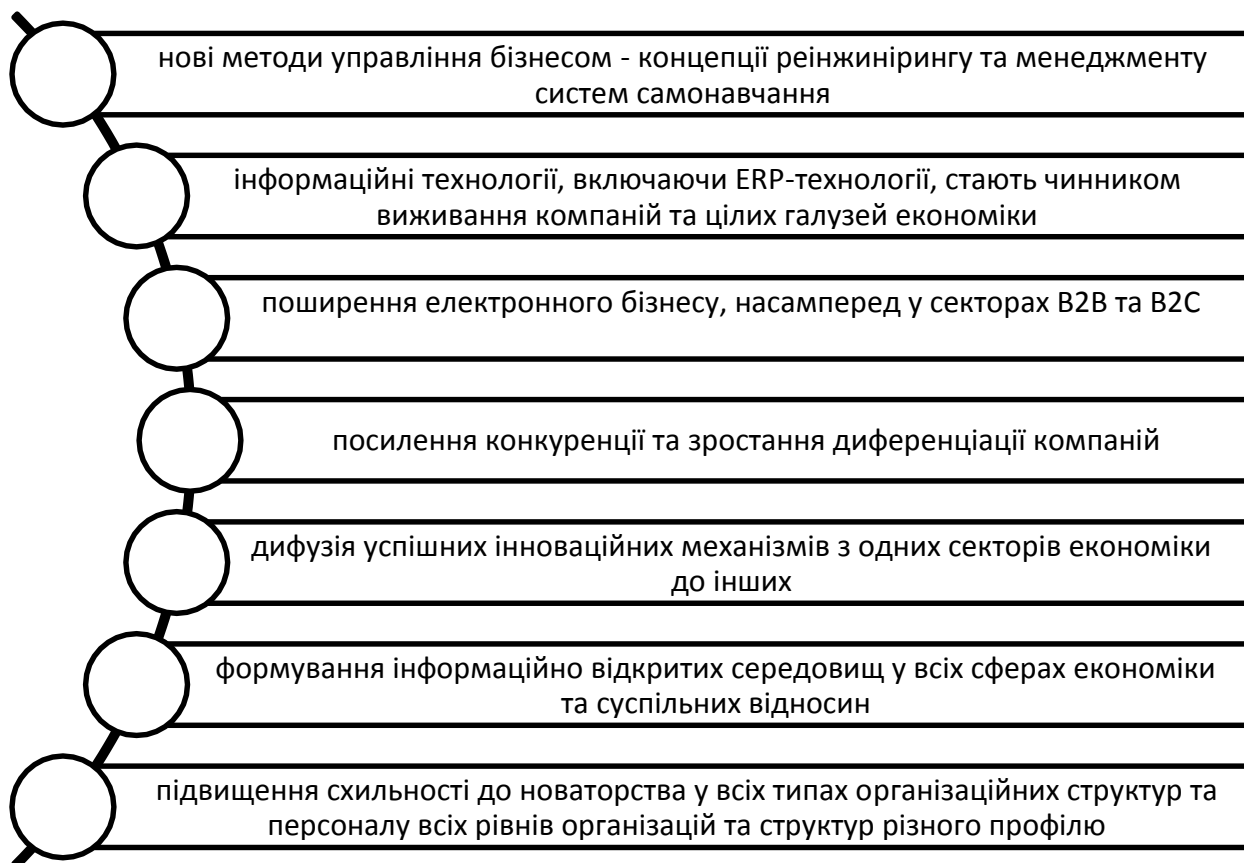 нові методи управління бізнесом - концепції реінжинірингу та менеджменту
систем самонавчання
інформаційні технології, включаючи ERP-технології, стають чинником
виживання компаній та цілих галузей економіки
поширення електронного бізнесу, насамперед у секторах B2B та B2C
посилення конкуренції та зростання диференціації компаній
дифузія успішних інноваційних механізмів з одних секторів економіки
до інших
формування інформаційно відкритих середовищ у всіх сферах економіки
та суспільних відносин
підвищення схильності до новаторства у всіх типах організаційних структур та
персоналу всіх рівнів організацій та структур різного профілю